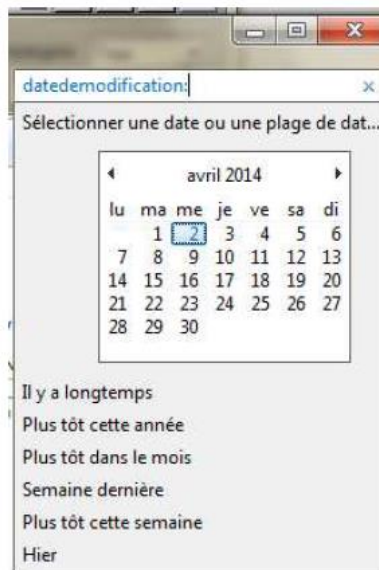 datedemodification:
Sélectionner une date ou une plage de dat...
avril 2014
lu ma me je ve sa di
1 2 3 4 5 6
7 8 9 10 11 12 13
14 15 16 17 18 19 20
21 22 23 24 25 26 27
28 29 30
Il y a longtemps
Plus tôt cette année
Plus tôt dans le mois
Semaine dernière
Plus tôt cette semaine
Hier